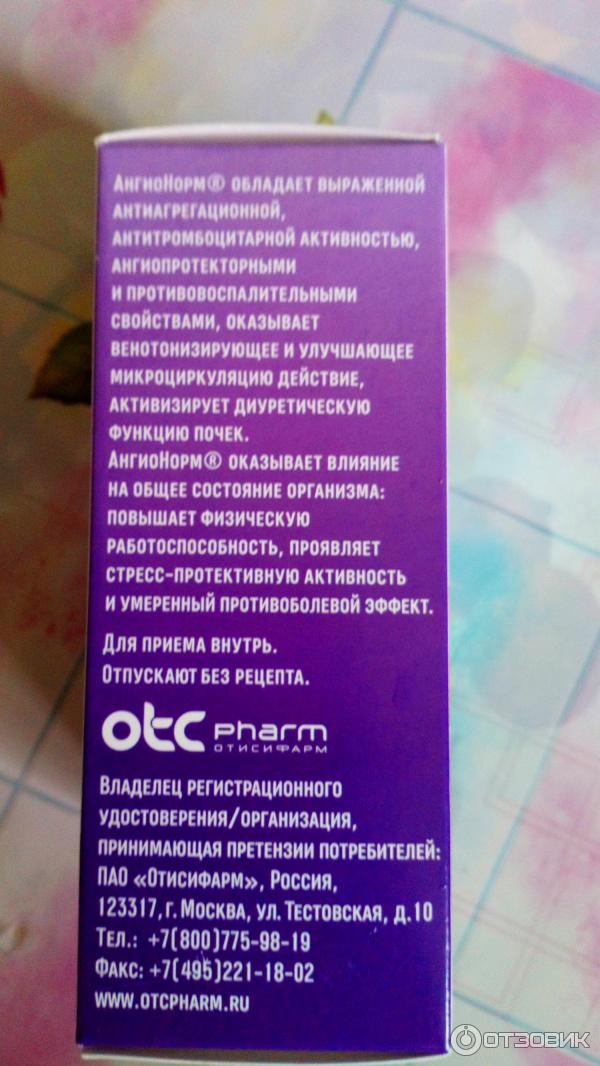 АнгиоНорм® обладает выраженной
антиагрегационной,
антитромбоцитарной активностью,
ангиопротекторными
и противовоспалительными
свойствами, оказывает
венотонизирующее и улучшающее
микроциркуляцию действие,
активизирует диуретическую
функцию почек.
АнгиоНорм® оказывает влияние
на общее состояние организма:
повышает физическую
работоспособность, проявляет
стресс-протективную активность
и умеренный противоболевой эффект.
Для приема внутрь.
Отпускают без рецепта.
otc pharm
ОТИСИФАРМ
Владелец регистрационного
удостоверения/организация,
принимающая претензии потребителей:
ПАО «Отисифарм», Россия,
123317, г. Москва, ул. Тестовская, д.10
Тел.: +7(800)775-98-19
Факс: +7(495)221-18-02
www.otcpharm.ru
ОТЗОВИК